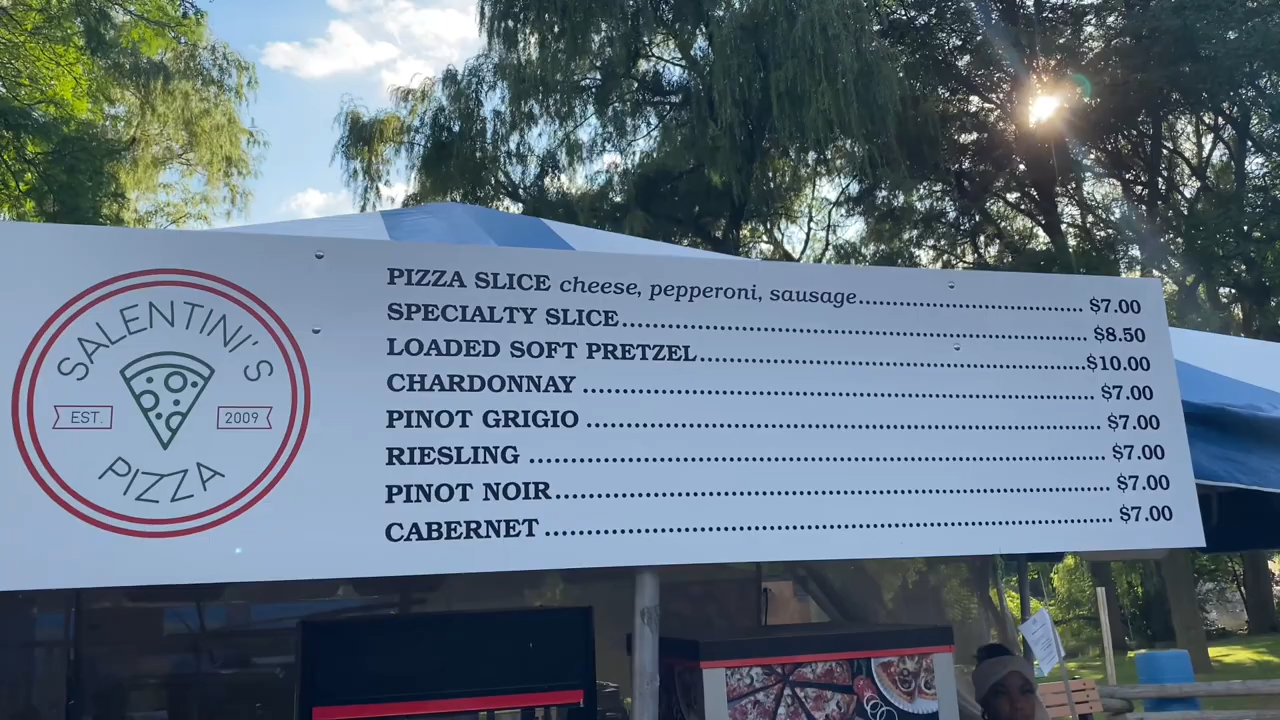 SALENTINI'S
EST. 2009
PIZZA
PIZZA SLICE cheese, pepperoni, sausage........................................ $7.00
SPECIALTY SLICE........................................ $8.50
LOADED SOFT PRETZEL........................................$10.00
CHARDONNAY ........................................ $7.00
PINOT GRIGIO ........................................ $7.00
RIESLING ........................................ $7.00
PINOT NOIR........................................ $7.00
CABERNET ........................................ $7.00